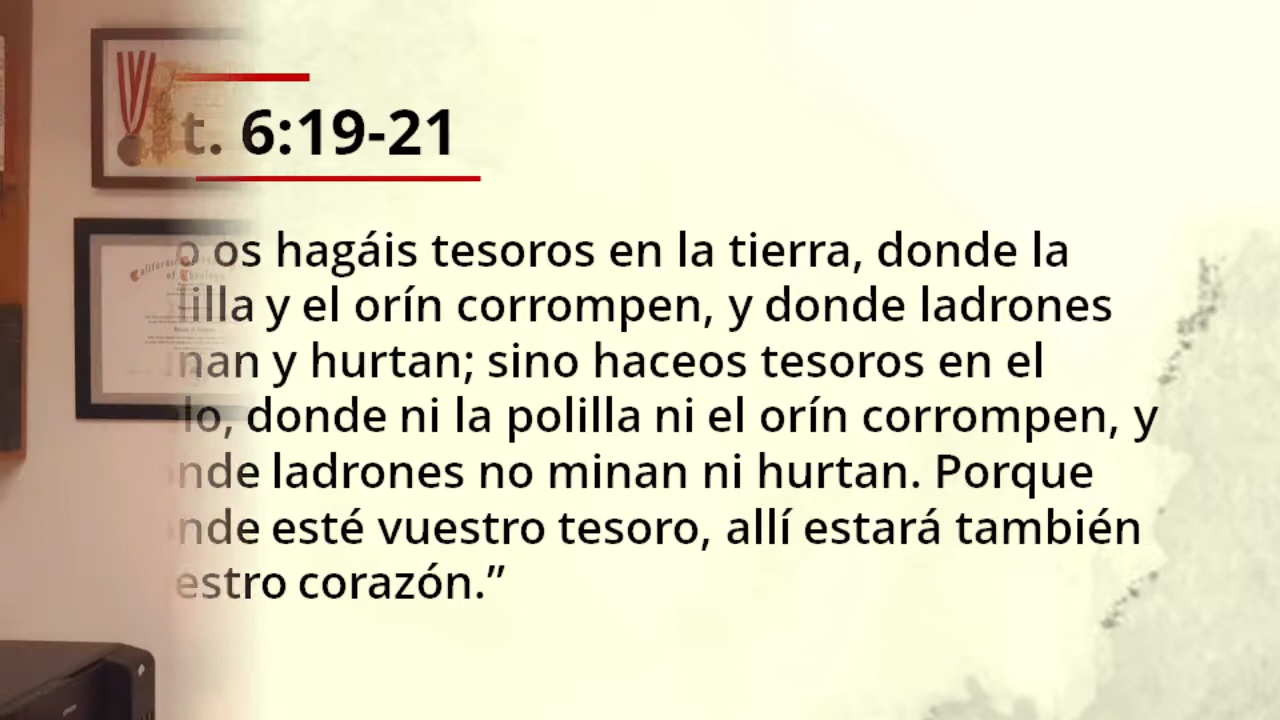 t. 6:19-21
o os hagáis tesoros en la tierra, donde la
lilla y el orín corrompen, y donde ladrones
nan y hurtan; sino haceos tesoros en el
lo, donde ni la polilla ni el orín corrompen, y
nde ladrones no minan ni hurtan. Porque
nde esté vuestro tesoro, allí estará también
estro corazón.”